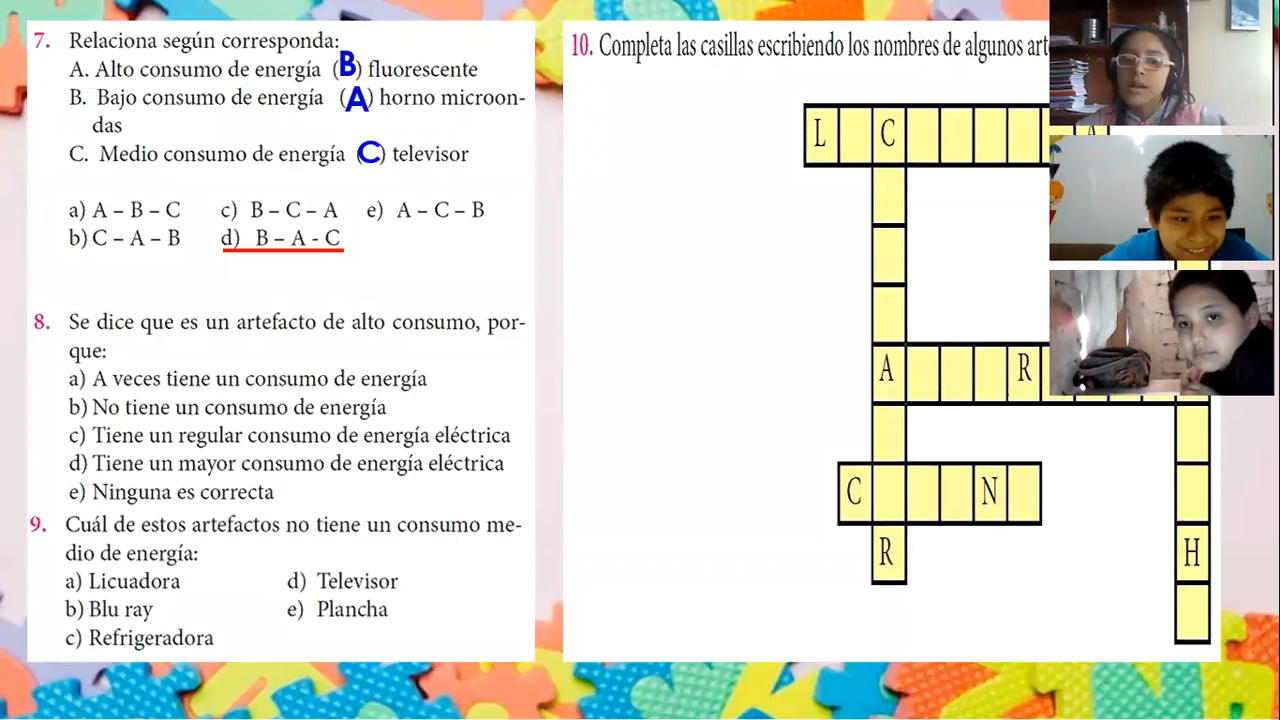 7. Relaciona según corresponda:
A. Alto consumo de energía (B) fluorescente
B. Bajo consumo de energía (A) horno microon-
das
C. Medio consumo de energía (C) televisor
a) A – B – C c) B – C – A e) A – C – B
b) C – A – B d) B – A - C
8. Se dice que es un artefacto de alto consumo, por-
que:
a) A veces tiene un consumo de energía
b) No tiene un consumo de energía
c) Tiene un regular consumo de energía eléctrica
d) Tiene un mayor consumo de energía eléctrica
e) Ninguna es correcta
9. Cuál de estos artefactos no tiene un consumo me-
dio de energía:
a) Licuadora d) Televisor
b) Blu ray e) Plancha
c) Refrigeradora
10. Completa las casillas escribiendo los nombres de algunos
L C
A R
C N
R H